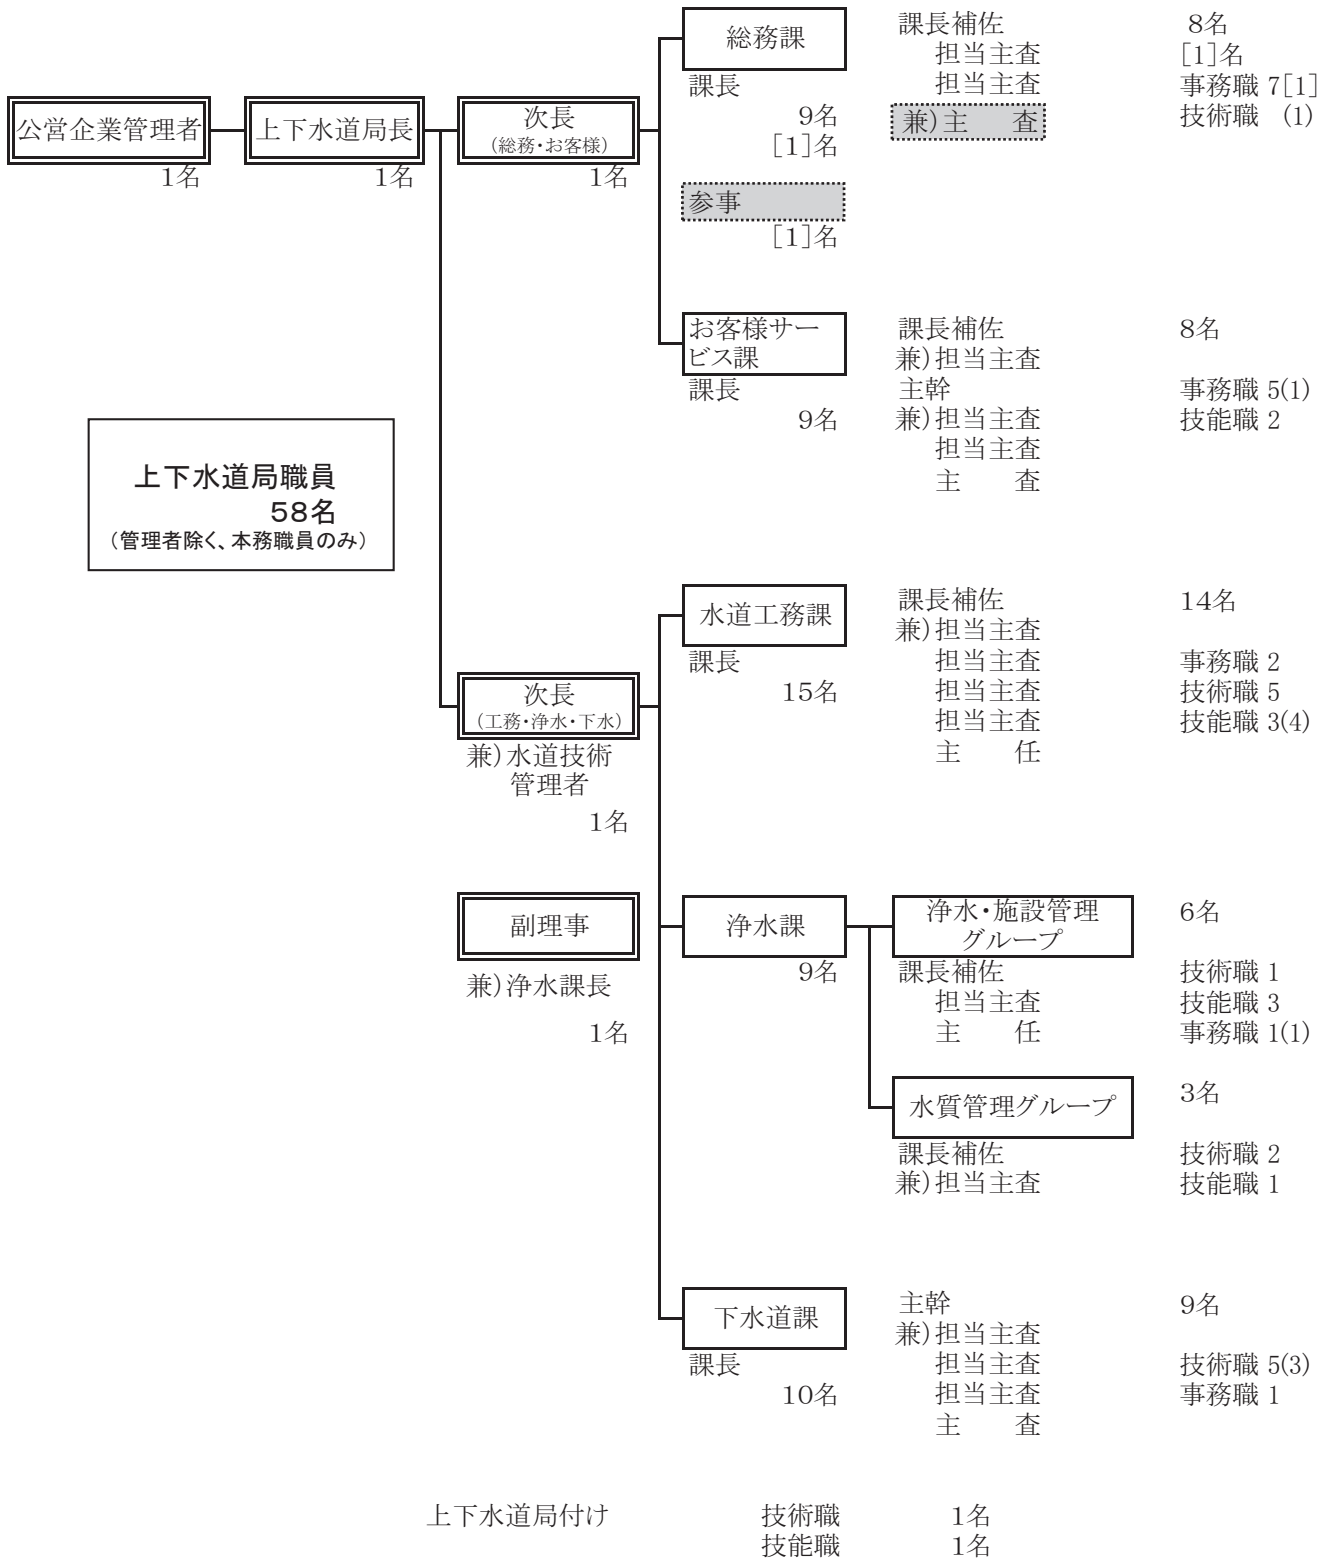 公営企業管理者
1名
上下水道局長
1名
次長
(総務・お客様)
1名
総務課
課長
9名
[1]名
参事
[1]名
課長補佐
担当主査
担当主査
兼)主 査
8名
[1]名
事務職 7[1]
技術職 (1)
お客様サー
ビス課
課長
9名
課長補佐
兼)担当主査
主幹
兼)担当主査
担当主査
主 査
8名
事務職 5(1)
技能職 2
上下水道局職員
58名
(管理者除く、本務職員のみ)
次長
(工務・浄水・下水)
兼)水道技術
管理者
1名
水道工務課
課長
15名
課長補佐
兼)担当主査
担当主査
担当主査
担当主査
主 任
14名
事務職 2
技術職 5
技能職 3(4)
副理事
兼)浄水課長
1名
浄水課
9名
浄水・施設管理
グループ
課長補佐
担当主査
主 任
6名
技術職 1
技能職 3
事務職 1(1)
水質管理グループ
課長補佐
兼)担当主査
3名
技術職 2
技能職 1
下水道課
課長
10名
主幹
兼)担当主査
担当主査
担当主査
主 査
9名
技術職 5(3)
事務職 1
上下水道局付け 技術職 1名
技能職 1名